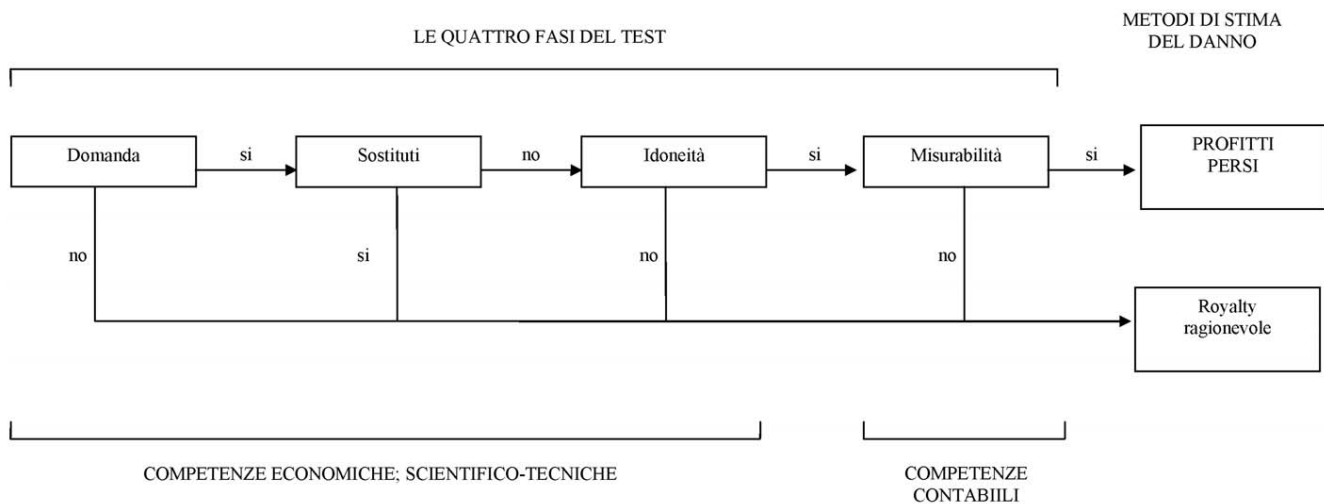 LE QUATTRO FASI DEL TEST
METODI DI STIMA
DEL DANNO
Domanda
si
Sostituti
no
Idoneità
si
Misurabilità
si
PROFITTI
PERSI
no
si
no
no
Royalty
ragionevole
COMPETENZE ECONOMICHE; SCIENTIFICO-TECNICHE
COMPETENZE
CONTABIILI